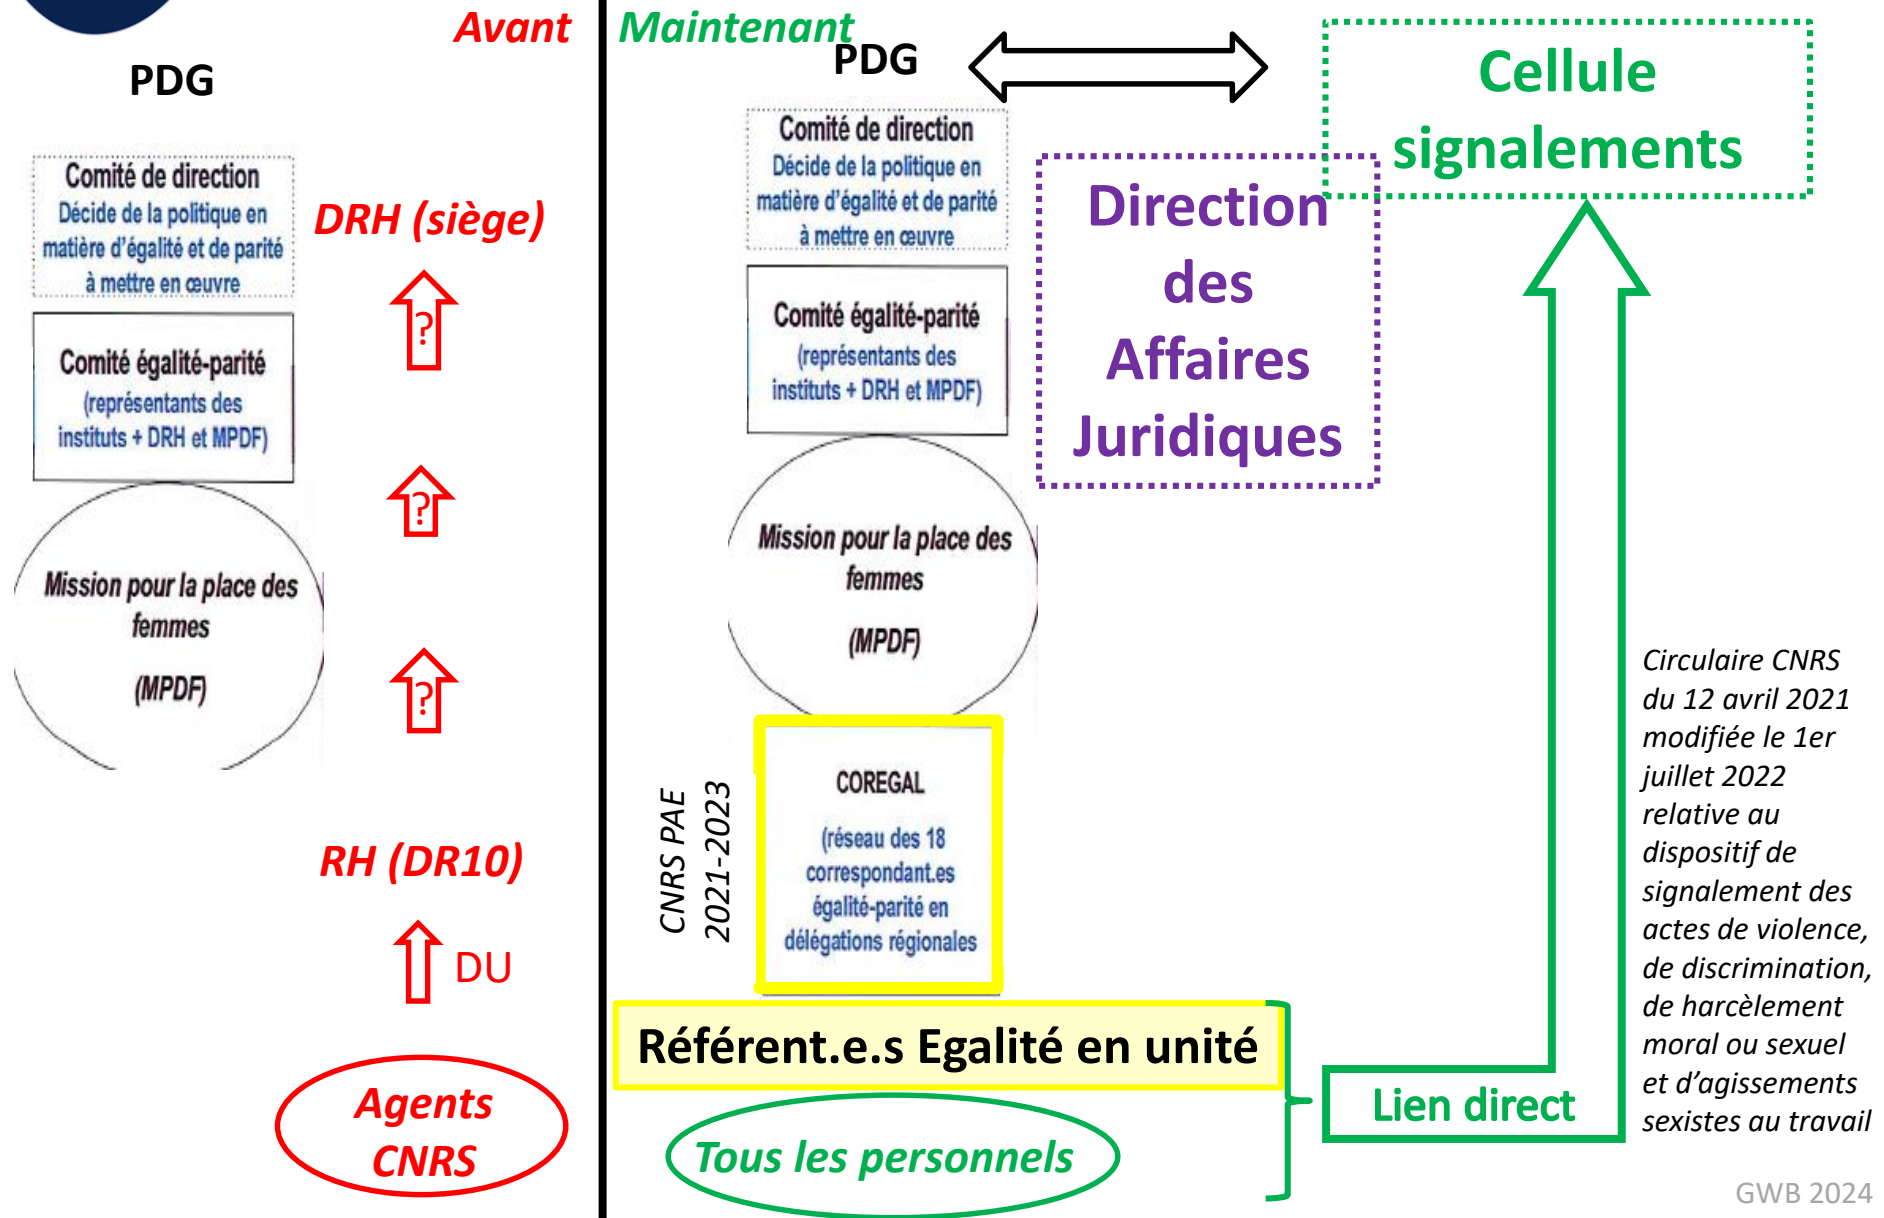 Avant
PDG
Comité de direction
Décide de la politique en
matière d'égalité et de parité
à mettre en œuvre
Comité égalité-parité
(représentants des
instituts + DRH et MPDF)
Mission pour la place des
femmes
(MPDF)
DRH (siège)
?
?
?
RH (DR10)
DU
Agents
CNRS
Maintenant
PDG
Comité de direction
Décide de la politique en
matière d'égalité et de parité
à mettre en œuvre
Comité égalité-parité
(représentants des
instituts + DRH et MPDF)
Mission pour la place des
femmes
(MPDF)
CNRS PAE
2021-2023
COREGAL
(réseau des 18
correspondant.es
égalité-parité en
délégations régionales
Référent.e.s Egalité en unité
Tous les personnels
Direction
des
Affaires
Juridiques
Cellule
signalements
Lien direct
Circulaire CNRS
du 12 avril 2021
modifiée le 1er
juillet 2022
relative au
dispositif de
signalement des
actes de violence,
de discrimination,
de harcèlement
moral ou sexuel
et d'agissements
sexistes au travail
GWB 2024